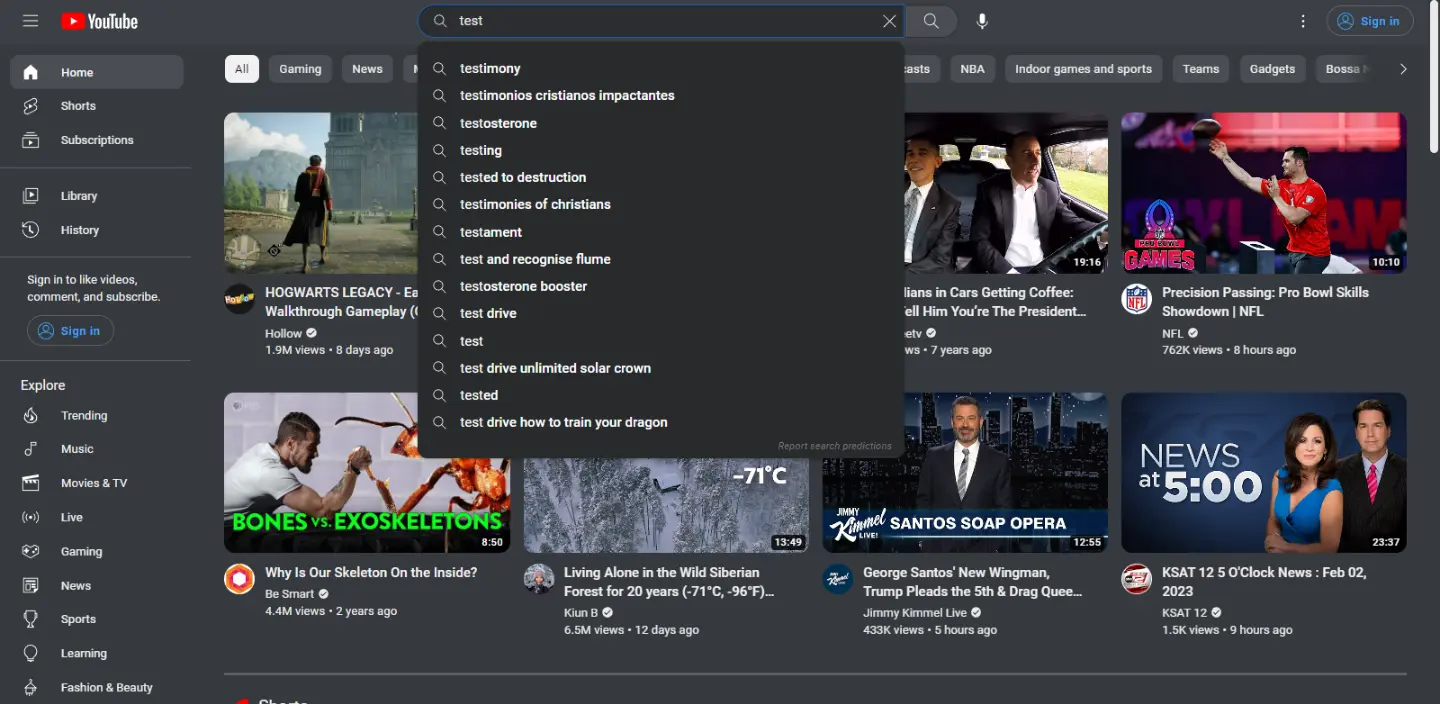 YouTube
test
Sign in
Home
Shorts
Subscriptions
Library
History
Sign in to like videos,
comment, and subscribe.
Sign in
Explore
Trending
Music
Movies & TV
Live
Gaming
News
Sports
Learning
Fashion & Beauty
All
Gaming
News
NBA
Indoor games and sports
Teams
Gadgets
Bossa
testimony
testimonios cristianos impactantes
testosterone
testing
tested to destruction
testimonies of christians
testament
test and recognise flume
testosterone booster
test drive
test
test drive unlimited solar crown
tested
test drive how to train your dragon
Report search predictions
HOGWARTS LEGACY - Ea
Walkthrough Gameplay (
Hollow
1.9M views • 8 days ago
19:16
ians in Cars Getting Coffee:
ell Him You're The President...
etv
ws • 7 years ago
PRO BOWL
GAMES
10:10
NFL
Precision Passing: Pro Bowl Skills
Showdown | NFL
NFL
762K views • 8 hours ago
BONES VS. EXOSKELETONS
8:50
Why Is Our Skeleton On the Inside?
Be Smart
4.4M views • 2 years ago
-71°C
13:49
Living Alone in the Wild Siberian
Forest for 20 years (-71°C, -96°F)...
Kiun B
6.5M views • 12 days ago
JIMMY
Kimmel
LIVE!
SANTOS SOAP OPERA
12:55
George Santos' New Wingman,
Trump Pleads the 5th & Drag Quee...
Jimmy Kimmel Live
433K views • 5 hours ago
NEWS
at 5:00
23:37
KSAT 12 5 O'Clock News : Feb 02,
2023
KSAT 12
1.5K views • 9 hours ago
Shorts